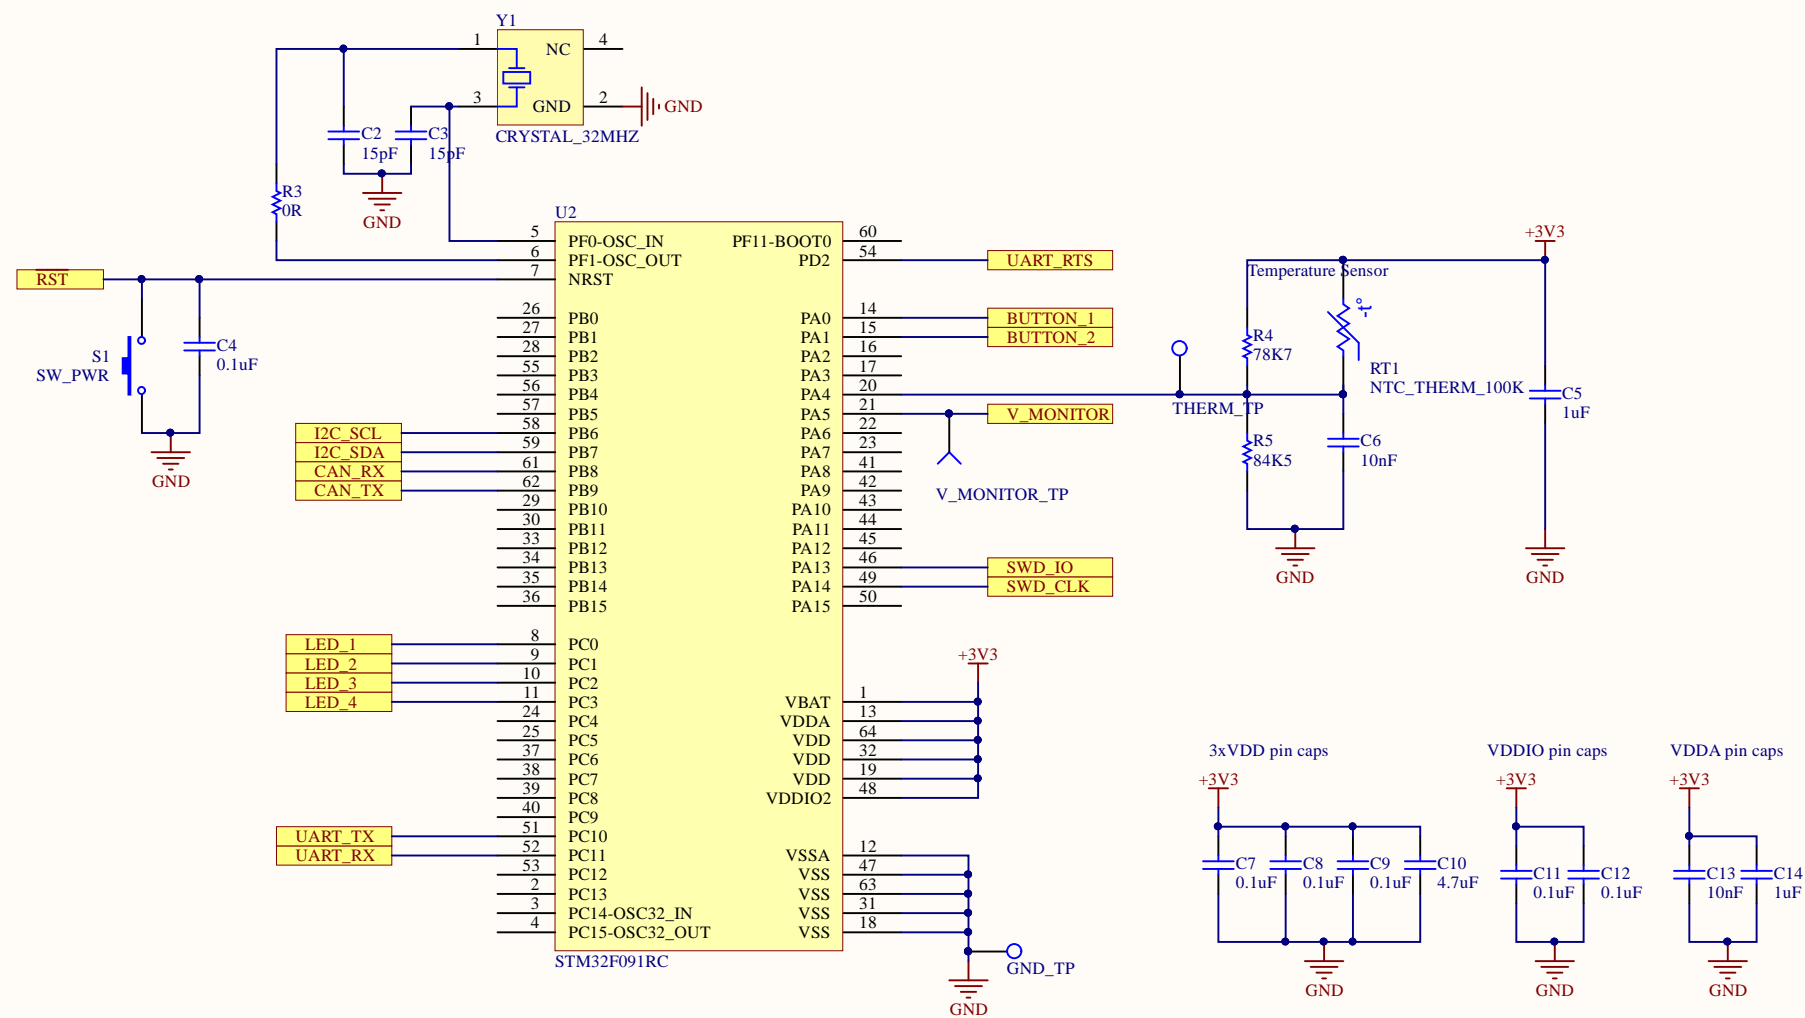 Y1
1
NC
4
3
GND
2
GND
CRYSTAL_32MHZ
C2
15pF
C3
15pF
GND
R3
0R
U2
5
PF0-OSC_IN
6
PF1-OSC_OUT
7
NRST
RST
S1
SW_PWR
C4
0.1uF
GND
26
PB0
27
PB1
28
PB2
55
PB3
56
PB4
57
PB5
I2C_SCL
58
PB6
I2C_SDA
59
PB7
CAN_RX
61
PB8
CAN_TX
62
PB9
29
PB10
30
PB11
33
PB12
34
PB13
35
PB14
36
PB15
LED_1
8
PC0
LED_2
9
PC1
LED_3
10
PC2
LED_4
11
PC3
24
PC4
25
PC5
37
PC6
38
PC7
39
PC8
40
PC9
UART_TX
51
PC10
UART_RX
52
PC11
53
PC12
2
PC13
3
PC14-OSC32_IN
4
PC15-OSC32_OUT
STM32F091RC
PF11-BOOT0
60
PD2
54
UART_RTS
PA0
14
BUTTON_1
PA1
15
BUTTON_2
PA2
16
PA3
17
PA4
20
PA5
21
V_MONITOR
PA6
22
PA7
23
PA8
41
PA9
42
PA10
43
PA11
44
PA12
45
PA13
46
SWD_IO
PA14
49
SWD_CLK
PA15
50
V_MONITOR_TP
+3V3
VBAT
1
VDDA
13
VDD
64
VDD
32
VDD
19
VDDIO2
48
VSSA
12
VSS
47
VSS
63
VSS
31
VSS
18
GND_TP
GND
+3V3
Temperature Sensor
-t°
R4
78K7
RT1
NTC_THERM_100K
THERM_TP
C5
1uF
R5
84K5
C6
10nF
GND
GND
3xVDD pin caps
+3V3
C7
0.1uF
C8
0.1uF
C9
0.1uF
C10
4.7uF
GND
VDDIO pin caps
+3V3
C11
0.1uF
C12
0.1uF
GND
VDDA pin caps
+3V3
C13
10nF
C14
1uF
GND